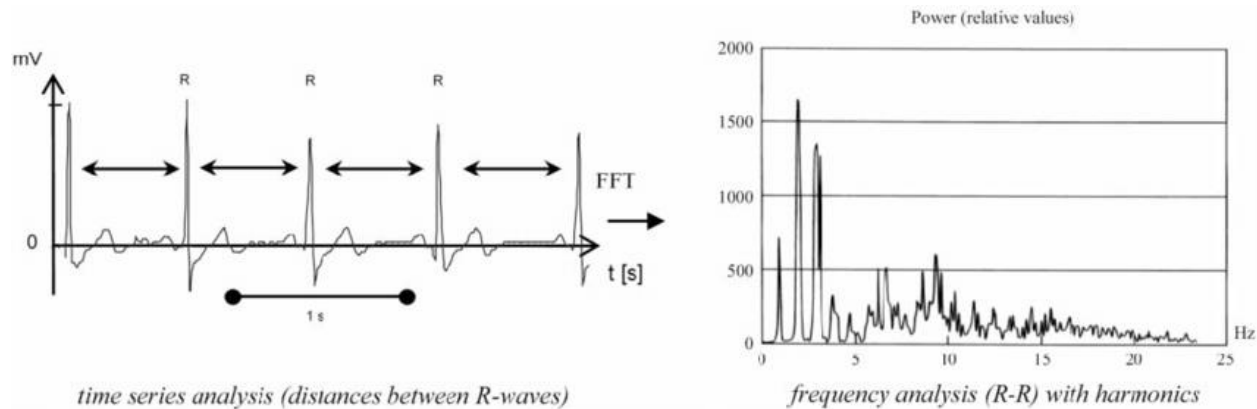 mV
R R R
0
FFT
t [s]
1 s
time series analysis (distances between R-waves)
Power (relative values)
2000
1500
1000
500
0
0 5 10 15 20 25
Hz
frequency analysis (R-R) with harmonics